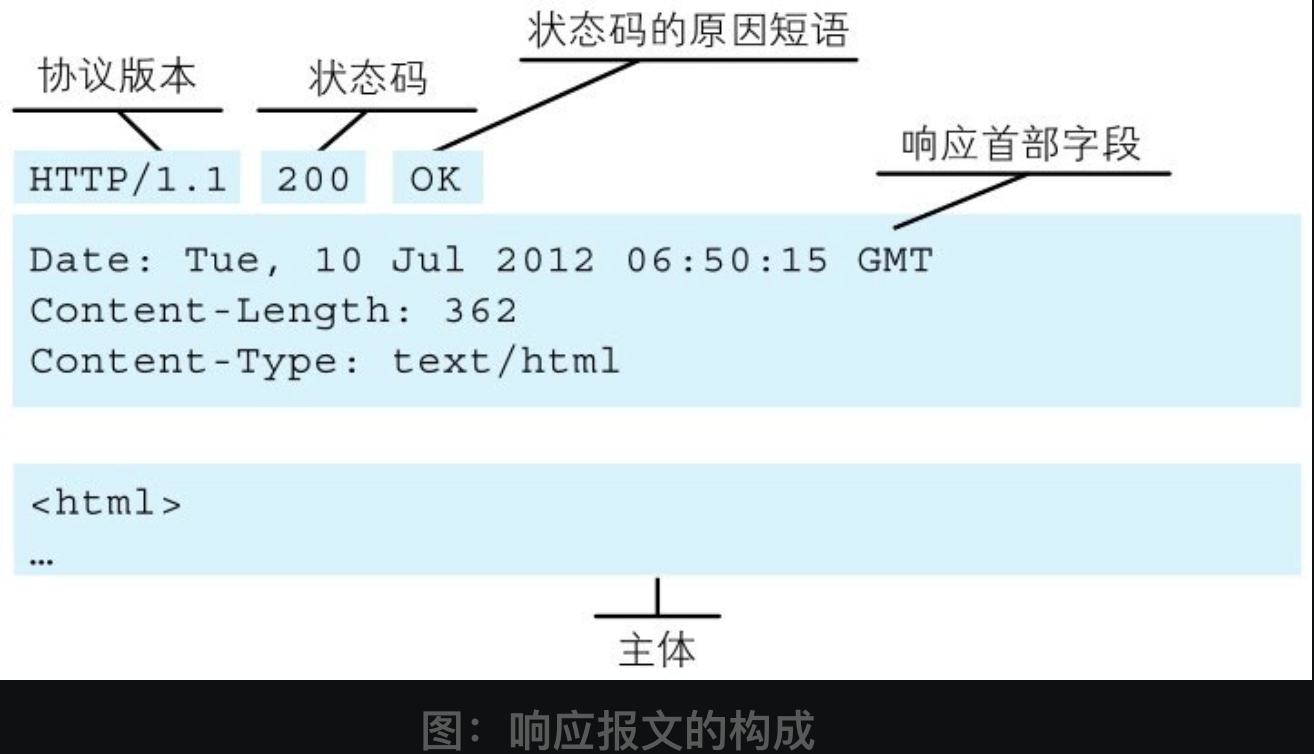 状态码的原因短语
协议版本
状态码
响应首部字段
HTTP/1.1 200 OK
Date: Tue, 10 Jul 2012 06:50:15 GMT
Content-Length: 362
Content-Type: text/html
<html>
…
主体
图：响应报文的构成